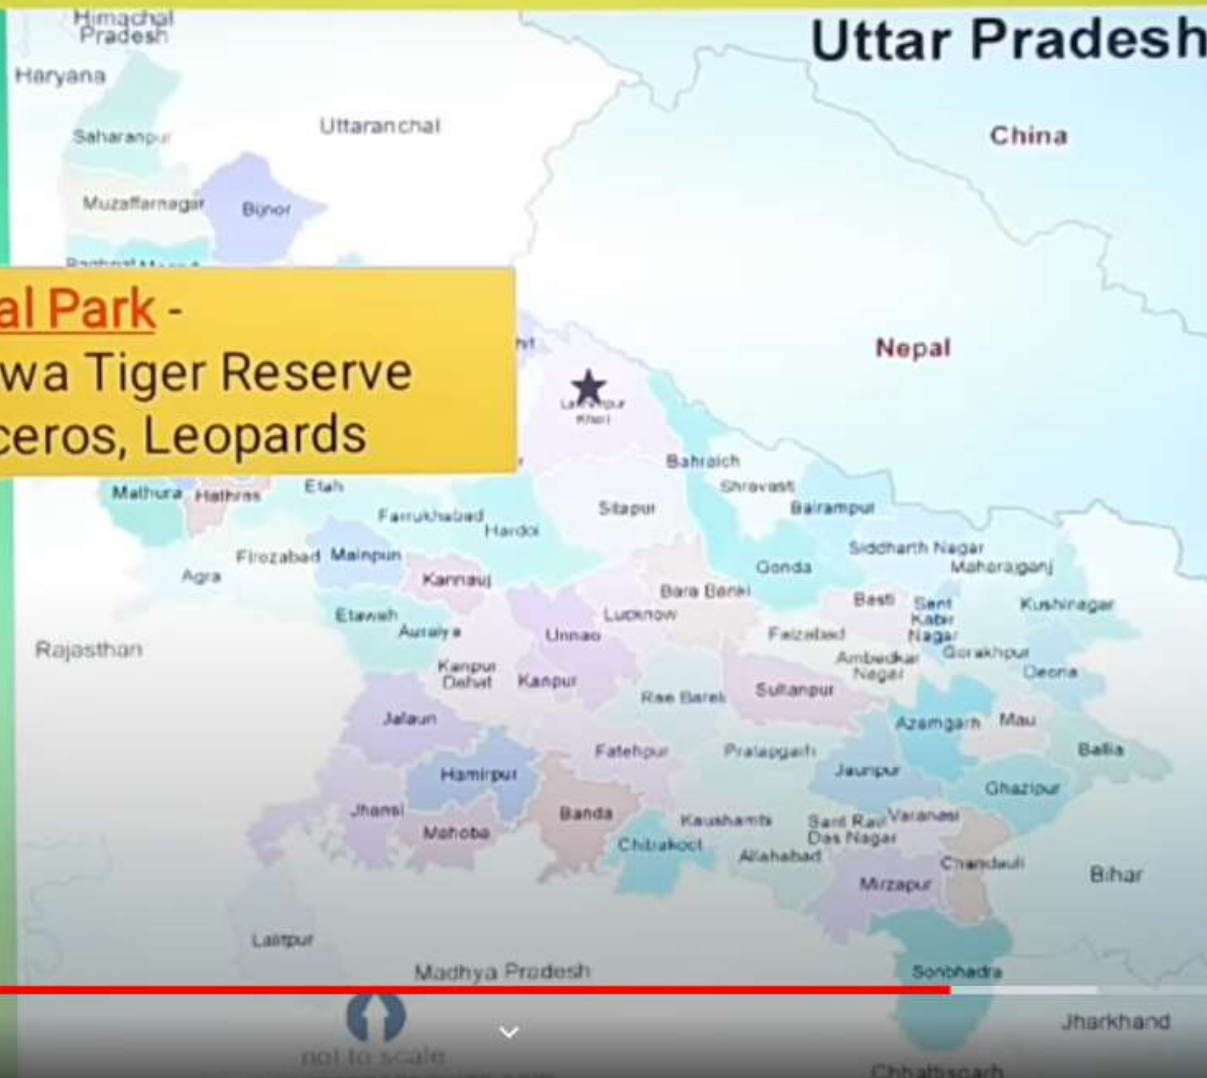 Himachal
Pradesh
Uttar Pradesh
Haryana
Uttaranchal
China
Saharanpur
Muzaffarnagar
Bijnor
al Park -
wa Tiger Reserve
ceros, Leopards
Nepal
Kheri
Bahraich
Shravasti
Balrampur
Mathura
Hathras
Etah
Farrukhabad
Hardoi
Sitapur
Siddharth Nagar
Maharajganj
Firozabad
Mainpuri
Agra
Kannauj
Gonda
Bara Banki
Basti
Sant
Kabir
Nagar
Kushinagar
Etawah
Auraiya
Unnao
Lucknow
Faizabad
Gorakhpur
Rajasthan
Kanpur
Dehat
Kanpur
Ambedkar
Nagar
Deoria
Rae Bareli
Sultanpur
Jalaun
Azamgarh
Mau
Fatehpur
Pratapgarh
Ballia
Hamirpur
Jaunpur
Ghazipur
Jhansi
Banda
Kaushambi
Sant Ravi
Das Nagar
Varanasi
Mahoba
Chitrakoot
Allahabad
Chandauli
Mirzapur
Bihar
Lalitpur
Madhya Pradesh
Sonbhadra
Jharkhand
not to scale
Chhattisgarh